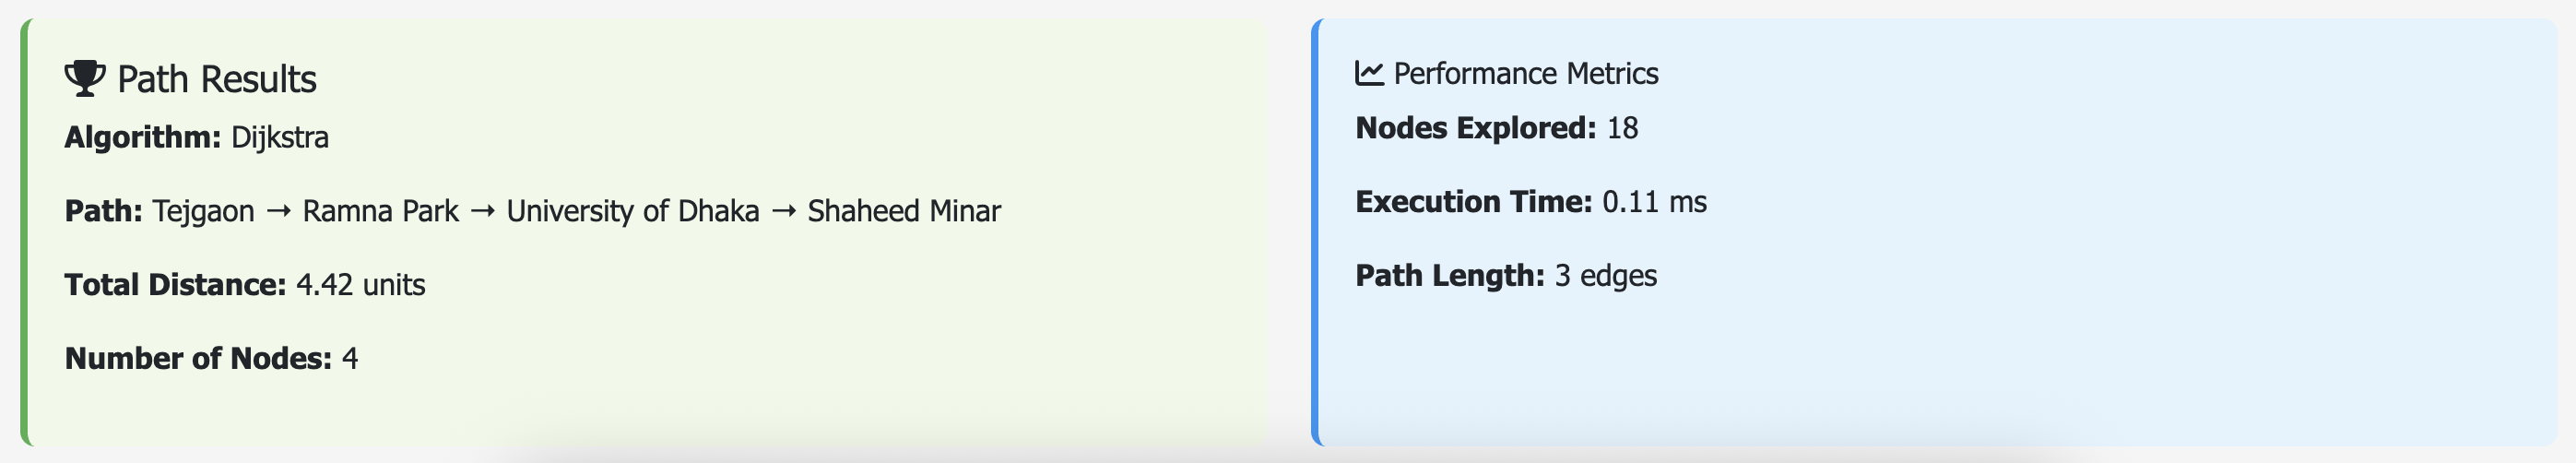 Path Results
Algorithm: Dijkstra
Path: Tejgaon → Ramna Park → University of Dhaka → Shaheed Minar
Total Distance: 4.42 units
Number of Nodes: 4
Performance Metrics
Nodes Explored: 18
Execution Time: 0.11 ms
Path Length: 3 edges